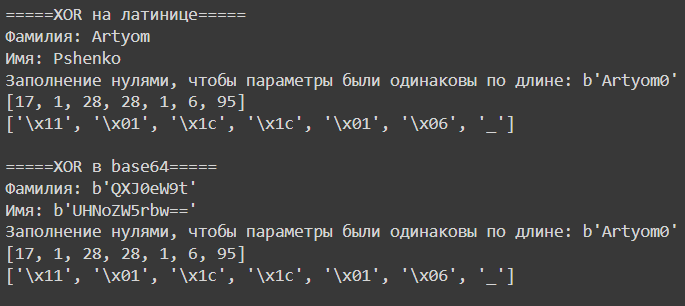 =====XOR на латинице=====
Фамилия: Artyom
Имя: Pshenko
Заполнение нулями, чтобы параметры были одинаковы по длине: b'Artyom0'
[17, 1, 28, 28, 1, 6, 95]
['\x11', '\x01', '\x1c', '\x1c', '\x01', '\x06', '_']
=====XOR в base64=====
Фамилия: b'QXJ0eW9t'
Имя: b'UHNoZW5rbw=='
Заполнение нулями, чтобы параметры были одинаковы по длине: b'Artyom0'
[17, 1, 28, 28, 1, 6, 95]
['\x11', '\x01', '\x1c', '\x1c', '\x01', '\x06', '_']